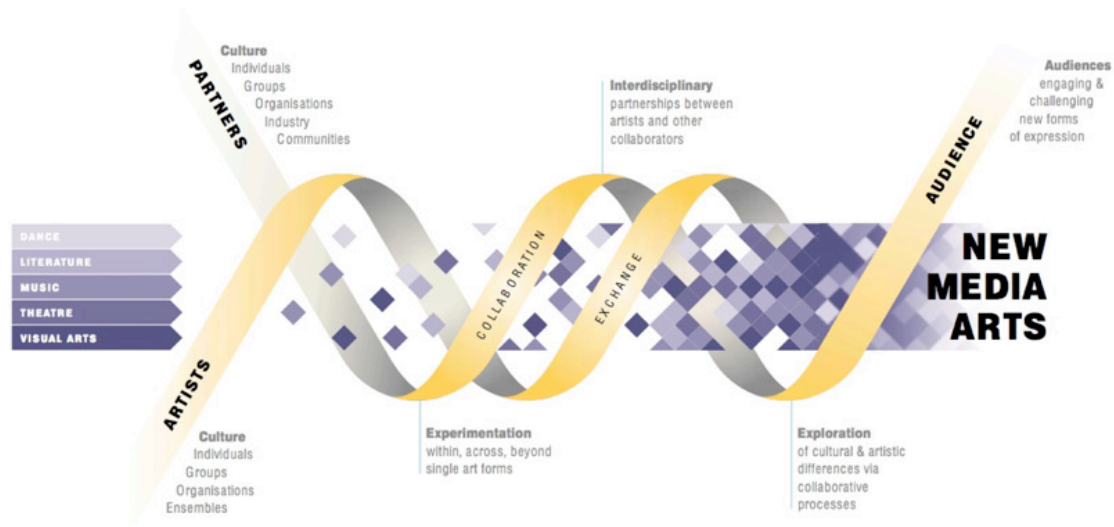 PARTNERS
Culture
Individuals
Groups
Organisations
Industry
Communities
Interdisciplinary
partnerships between
artists and other
collaborators
Audiences
engaging &
challenging
new forms
of expression
AUDIENCE
DANCE
LITERATURE
MUSIC
THEATRE
VISUAL ARTS
COLLABORATION
EXCHANGE
NEW
MEDIA
ARTS
ARTISTS
Culture
Individuals
Groups
Organisations
Ensembles
Experimentation
within, across, beyond
single art forms
Exploration
of cultural & artistic
differences via
collaborative
processes